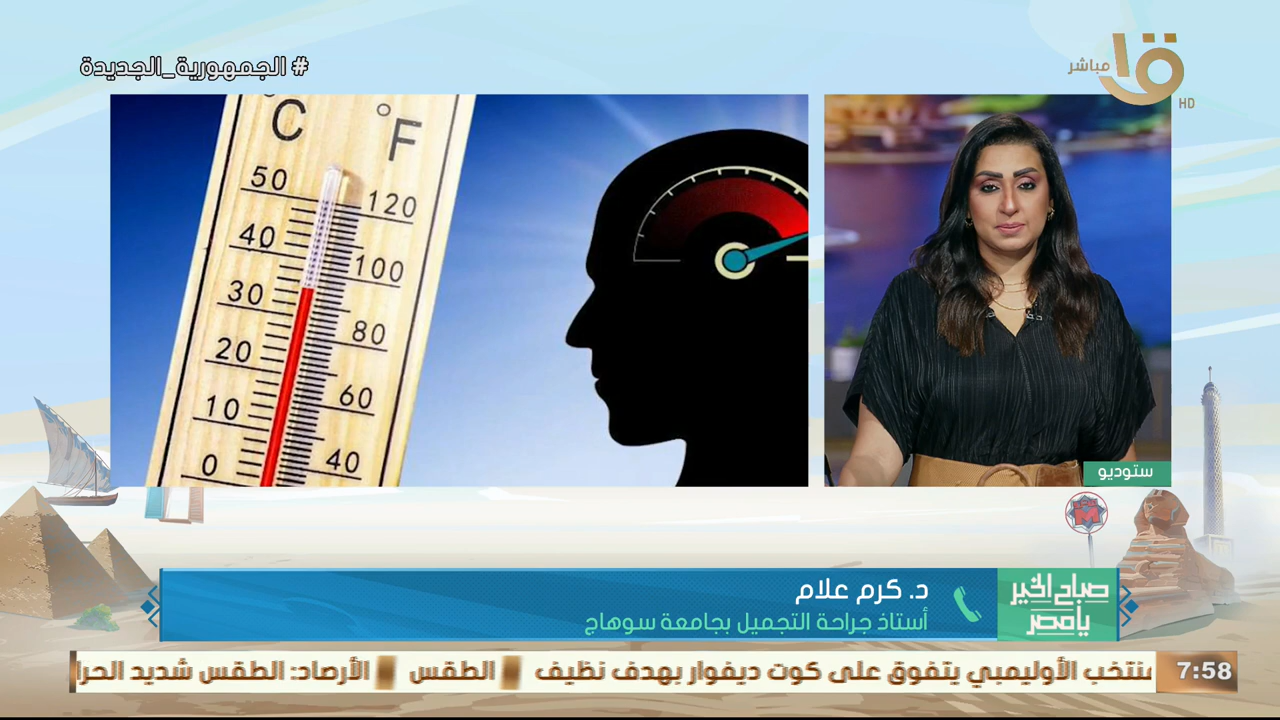 # الجمهورية_الجديدة
مباشر
HD
°C
°F
50
40
30
20
10
0
120
100
80
60
40
ستوديو
صباح الخير
يا مصر
د. كرم علام
أستاذ جراحة التجميل بجامعة سوهاج
7:58
منتخب الأوليمبي يتفوق على كوت ديفوار بهدف نظيف الطقس الأرصاد: الطقس شديد الحرا